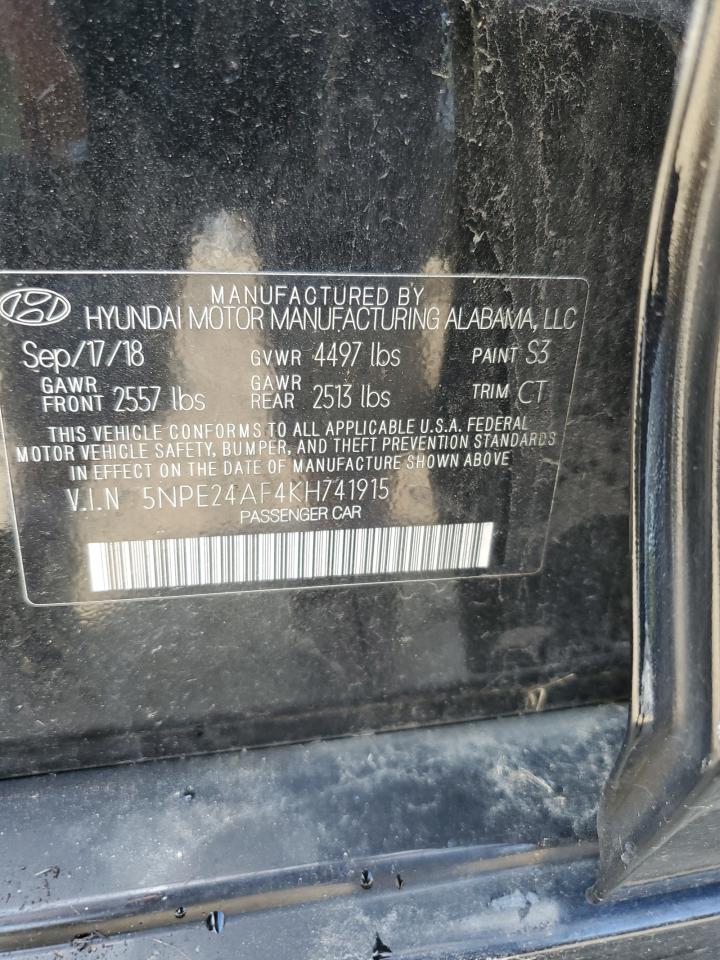 MANUFACTURED BY
HYUNDAI MOTOR MANUFACTURING ALABAMA, LLC
Sep/17/18 GVWR 4497 lbs PAINT S3
GAWR FRONT 2557 lbs GAWR REAR 2513 lbs TRIM CT
THIS VEHICLE CONFORMS TO ALL APPLICABLE U.S.A. FEDERAL
MOTOR VEHICLE SAFETY, BUMPER, AND THEFT PREVENTION STANDARDS
IN EFFECT ON THE DATE OF MANUFACTURE SHOWN ABOVE
V.I.N 5NPE24AF4KH741915
PASSENGER CAR